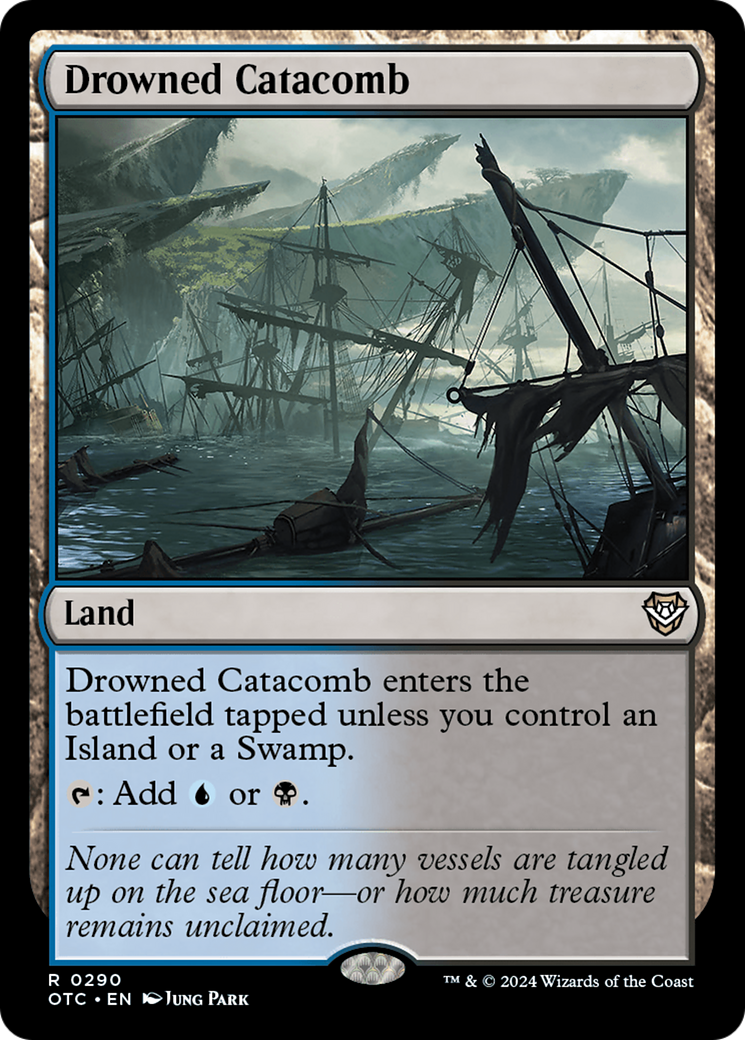 Drowned Catacomb
Land
Drowned Catacomb enters the
battlefield tapped unless you control an
Island or a Swamp.
: Add or .
None can tell how many vessels are tangled
up on the sea floor—or how much treasure
remains unclaimed.
R 0290
OTC • EN Jung Park
™ & © 2024 Wizards of the Coast